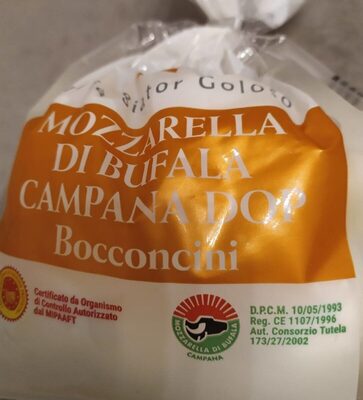 Pastor Goloso
MOZZARELLA
DI BUFALA
CAMPANA DOP
Bocconcini
Certificato da Organismo
di Controllo Autorizzato
dal MIPAAFT
MOZZARELLA DI BUFALA
CAMPANA
D.P.C.M. 10/05/1993
Reg. CE 1107/1996
Aut. Consorzio Tutela
173/27/2002